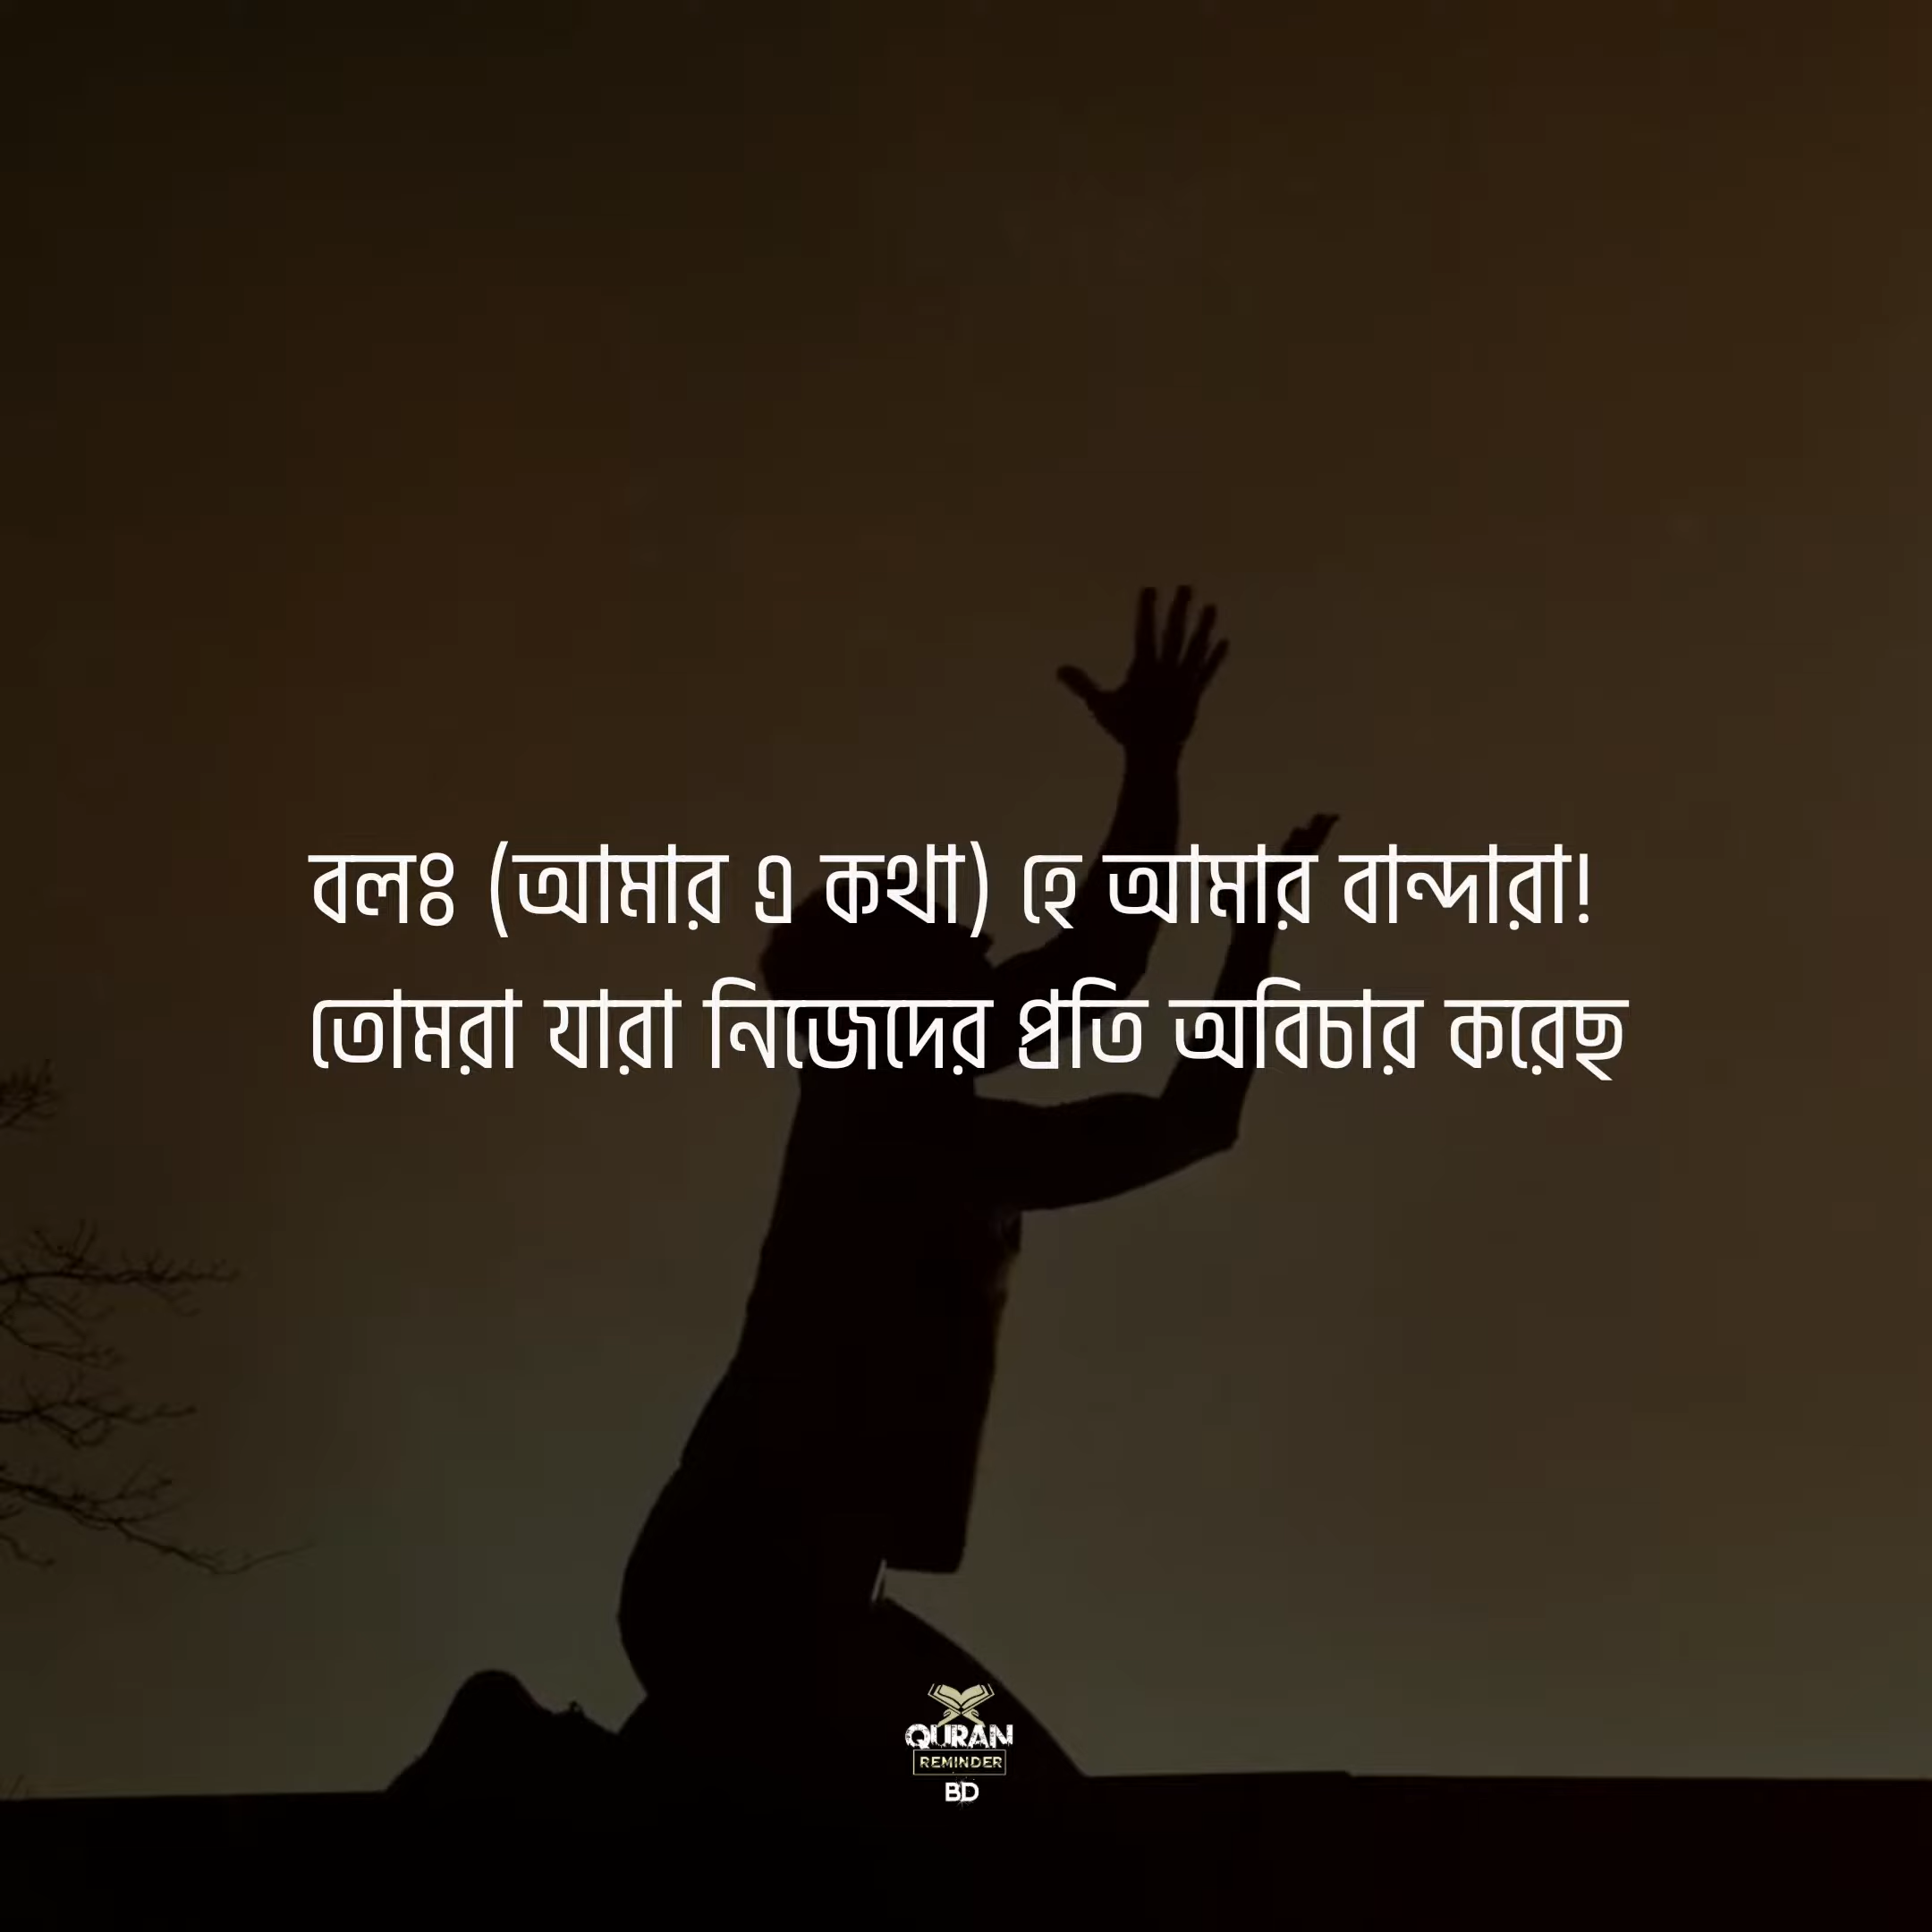 বলঃ (আমার এ কথা) হে আমার বান্দারা!
তোমরা যারা নিজেদের প্রতি অবিচার করেছ
QURAN
REMINDER
BD